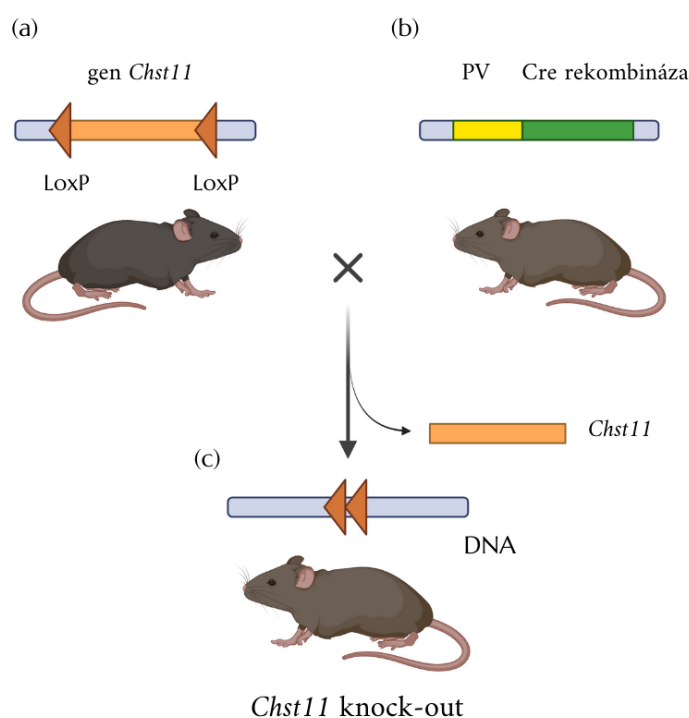 (a)
(b)
gen Chst11
PV
Cre rekombináza
LoxP
LoxP
Chst11
(c)
DNA
Chst11 knock-out